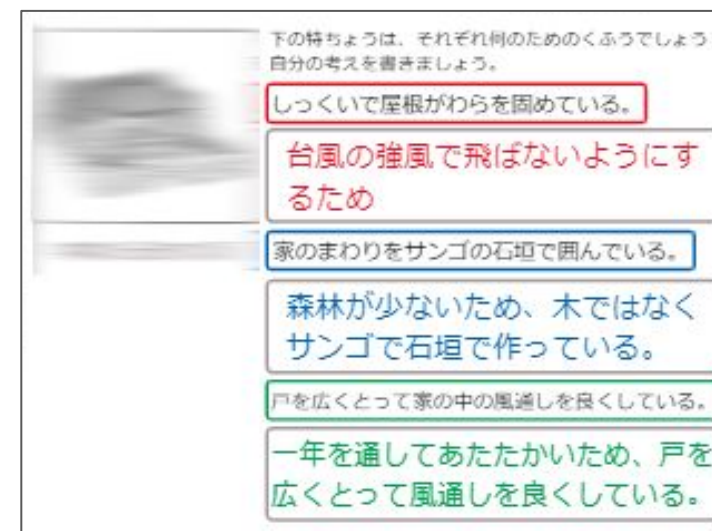 下の特ちょうは、それぞれ何のためのくふうでしょう
自分の考えを書きましょう。
しっくいで屋根がわらを固めている。
台風の強風で飛ばないようにす
るため
家のまわりをサンゴの石垣で囲んでいる。
森林が少ないため、木ではなく
サンゴで石垣で作っている。
戸を広くとって家の中の風通しを良くしている。
一年を通してあたたかいため、戸を
広くとって風通しを良くしている。